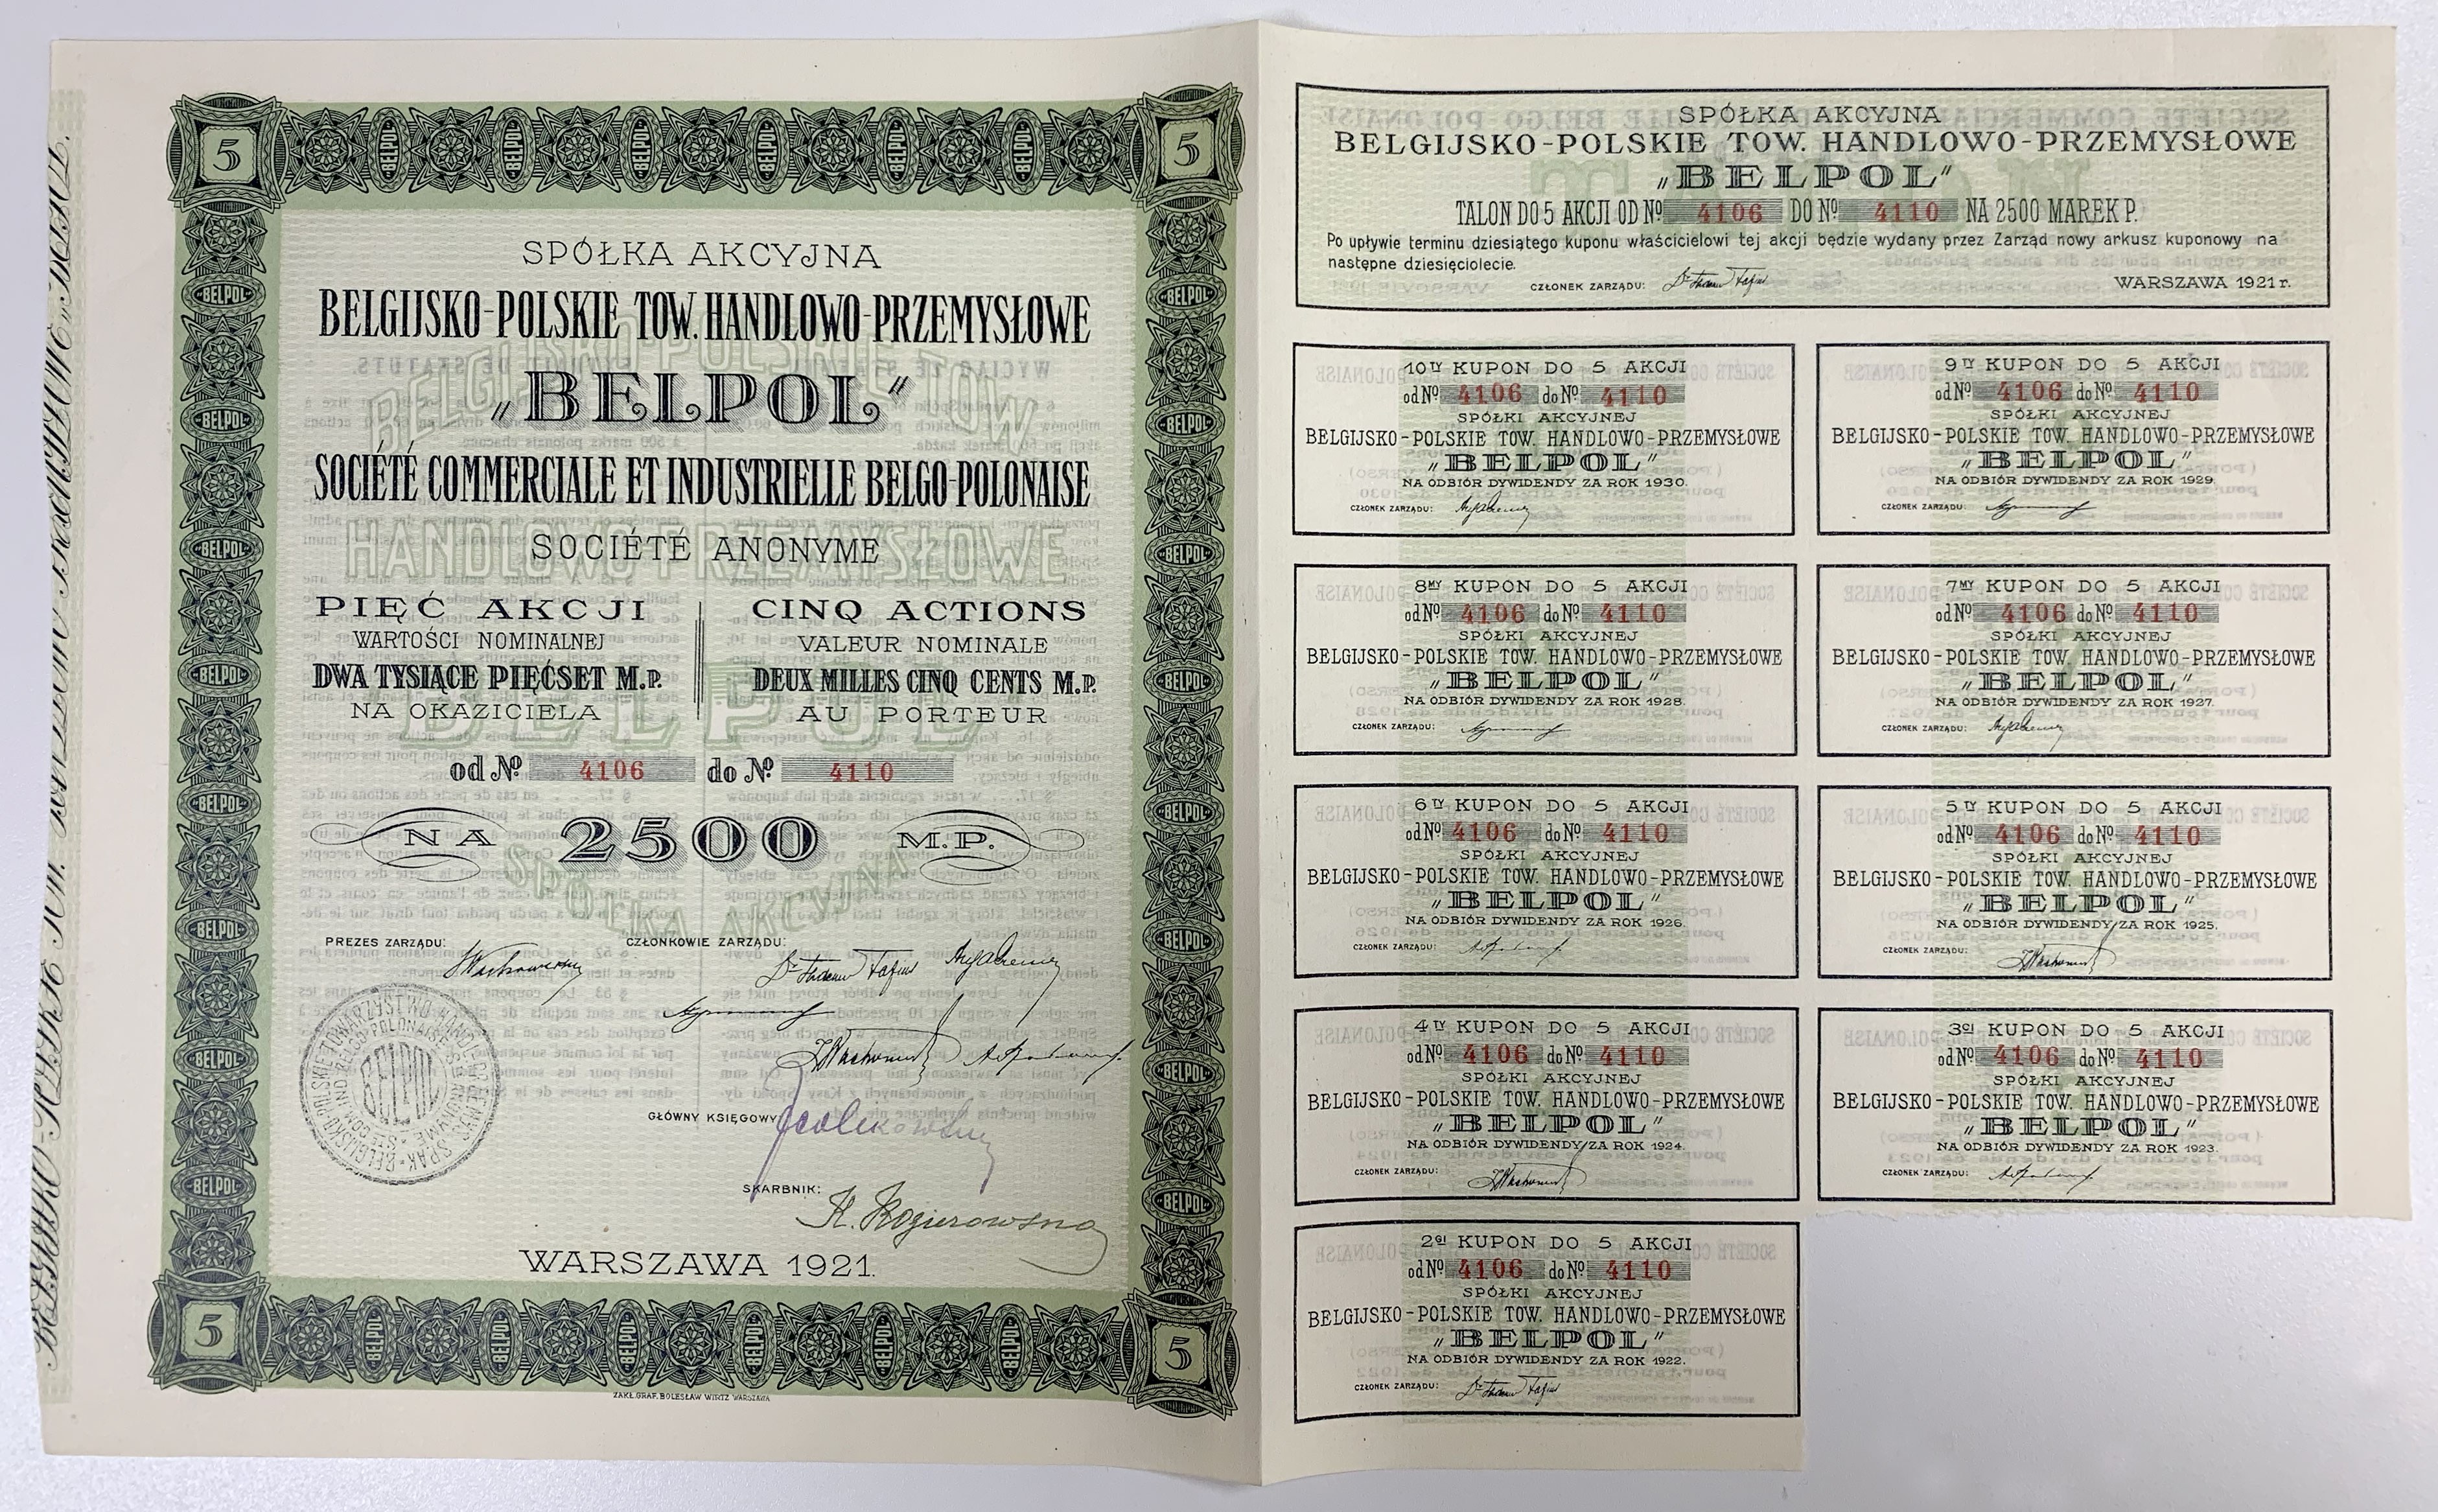 5
5
SPÓŁKA AKCYJNA
BELGIJSKO-POLSKIE TOW. HANDLOWO-PRZEMYSŁOWE
„BELPOL"
SOCIÉTÉ COMMERCIALE ET INDUSTRIELLE BELGO-POLONAISE
SOCIÉTÉ ANONYME
PIĘĆ AKCJI
WARTOŚCI NOMINALNEJ
DWA TYSIĄCE PIĘĆSET M.P.
NA OKAZICIELA
CINQ ACTIONS
VALEUR NOMINALE
DEUX MILLES CINQ CENTS M.P.
AU PORTEUR
od № 4106 do № 4110
NA 2500 M.P.
PREZES ZARZĄDU:
CZŁONKOWIE ZARZĄDU:
GŁÓWNY KSIĘGOWY
SKARBNIK:
WARSZAWA 1921.
5
5
ZAKŁ.GRAF. BOLESŁAW WIRTZ WARSZAWA
SPÓŁKA AKCYJNA
BELGIJSKO-POLSKIE TOW. HANDLOWO-PRZEMYSŁOWE
„BELPOL"
TALON DO 5 AKCJI OD № 4106 DO № 4110 NA 2500 MAREK P.
Po upływie terminu dziesiątego kuponu właścicielowi tej akcji będzie wydany przez Zarząd nowy arkusz kuponowy na
następne dziesięciolecie.
CZŁONEK ZARZĄDU:
WARSZAWA 1921 r.
10TY KUPON DO 5 AKCJI
od № 4106 do № 4110
SPÓŁKI AKCYJNEJ
BELGIJSKO-POLSKIE TOW. HANDLOWO-PRZEMYSŁOWE
„BELPOL"
NA ODBIÓR DYWIDENDY ZA ROK 1930.
CZŁONEK ZARZĄDU:
9TY KUPON DO 5 AKCJI
od № 4106 do № 4110
SPÓŁKI AKCYJNEJ
BELGIJSKO-POLSKIE TOW. HANDLOWO-PRZEMYSŁOWE
„BELPOL"
NA ODBIÓR DYWIDENDY ZA ROK 1929.
CZŁONEK ZARZĄDU:
8MY KUPON DO 5 AKCJI
od № 4106 do № 4110
SPÓŁKI AKCYJNEJ
BELGIJSKO-POLSKIE TOW. HANDLOWO-PRZEMYSŁOWE
„BELPOL"
NA ODBIÓR DYWIDENDY ZA ROK 1928.
CZŁONEK ZARZĄDU:
7MY KUPON DO 5 AKCJI
od № 4106 do № 4110
SPÓŁKI AKCYJNEJ
BELGIJSKO-POLSKIE TOW. HANDLOWO-PRZEMYSŁOWE
„BELPOL"
NA ODBIÓR DYWIDENDY ZA ROK 1927.
CZŁONEK ZARZĄDU:
6TY KUPON DO 5 AKCJI
od № 4106 do № 4110
SPÓŁKI AKCYJNEJ
BELGIJSKO-POLSKIE TOW. HANDLOWO-PRZEMYSŁOWE
„BELPOL"
NA ODBIÓR DYWIDENDY ZA ROK 1926.
CZŁONEK ZARZĄDU:
5TY KUPON DO 5 AKCJI
od № 4106 do № 4110
SPÓŁKI AKCYJNEJ
BELGIJSKO-POLSKIE TOW. HANDLOWO-PRZEMYSŁOWE
„BELPOL"
NA ODBIÓR DYWIDENDY ZA ROK 1925.
CZŁONEK ZARZĄDU:
4TY KUPON DO 5 AKCJI
od № 4106 do № 4110
SPÓŁKI AKCYJNEJ
BELGIJSKO-POLSKIE TOW. HANDLOWO-PRZEMYSŁOWE
„BELPOL"
NA ODBIÓR DYWIDENDY ZA ROK 1924.
CZŁONEK ZARZĄDU:
3CI KUPON DO 5 AKCJI
od № 4106 do № 4110
SPÓŁKI AKCYJNEJ
BELGIJSKO-POLSKIE TOW. HANDLOWO-PRZEMYSŁOWE
„BELPOL"
NA ODBIÓR DYWIDENDY ZA ROK 1923.
CZŁONEK ZARZĄDU:
2GI KUPON DO 5 AKCJI
od № 4106 do № 4110
SPÓŁKI AKCYJNEJ
BELGIJSKO-POLSKIE TOW. HANDLOWO-PRZEMYSŁOWE
„BELPOL"
NA ODBIÓR DYWIDENDY ZA ROK 1922.
CZŁONEK ZARZĄDU: